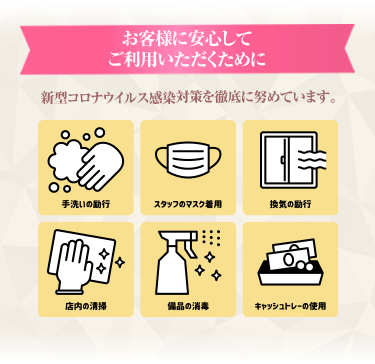 お客様に安心して
ご利用いただくために
新型コロナウイルス感染対策を徹底に努めています。
手洗いの励行
スタッフのマスク着用
換気の励行
店内の清掃
備品の消毒
キャッシュトレーの使用